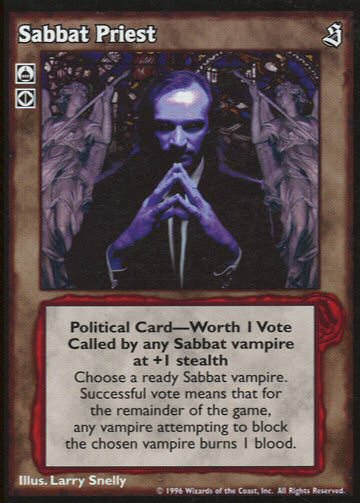 Sabbat Priest
Political Card—Worth 1 Vote
Called by any Sabbat vampire
at +1 stealth
Choose a ready Sabbat vampire.
Successful vote means that for
the remainder of the game,
any vampire attempting to block
the chosen vampire burns 1 blood.
Illus. Larry Snelly
© 1996 Wizards of the Coast, Inc. All Rights Reserved.